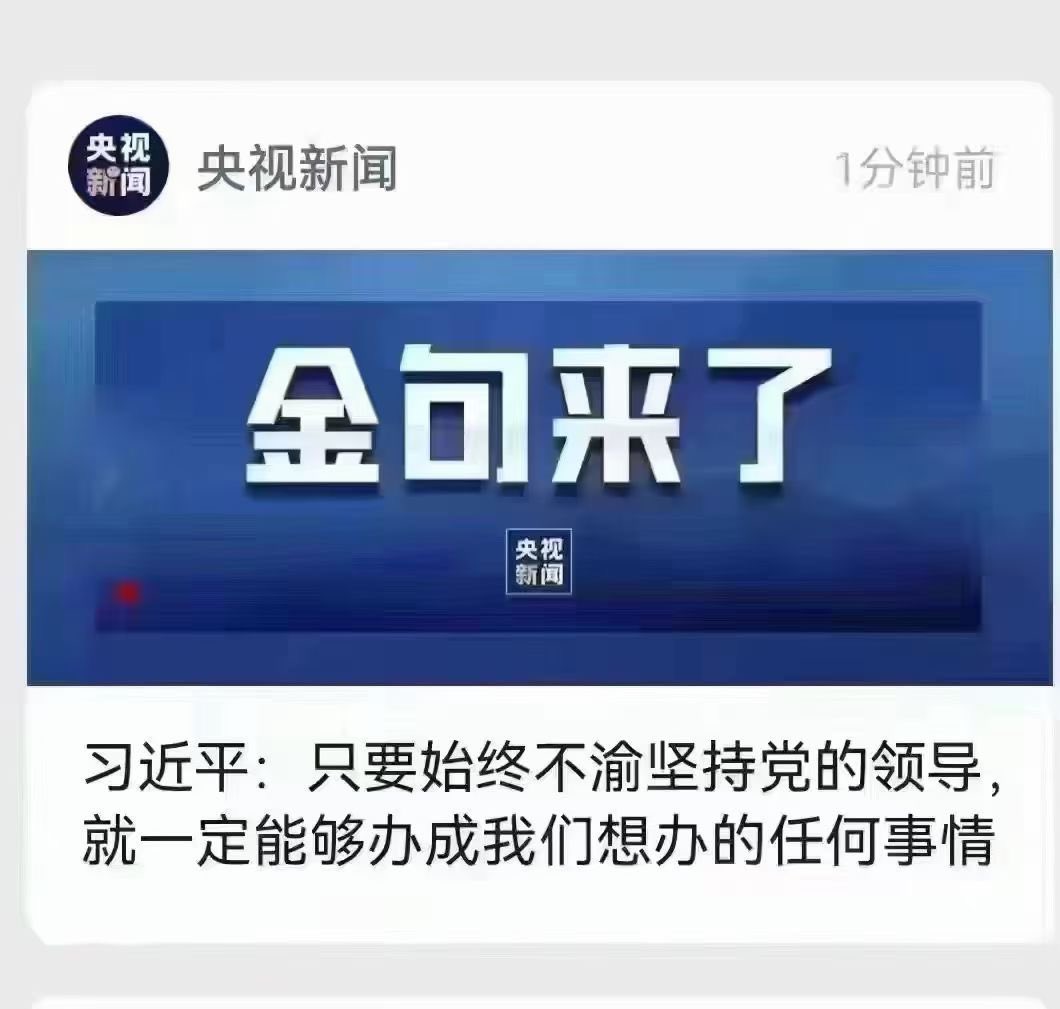 央视
新闻
央视新闻
1分钟前
金句来了
央视
新闻
习近平：只要始终不渝坚持党的领导，
就一定能够办成我们想办的任何事情